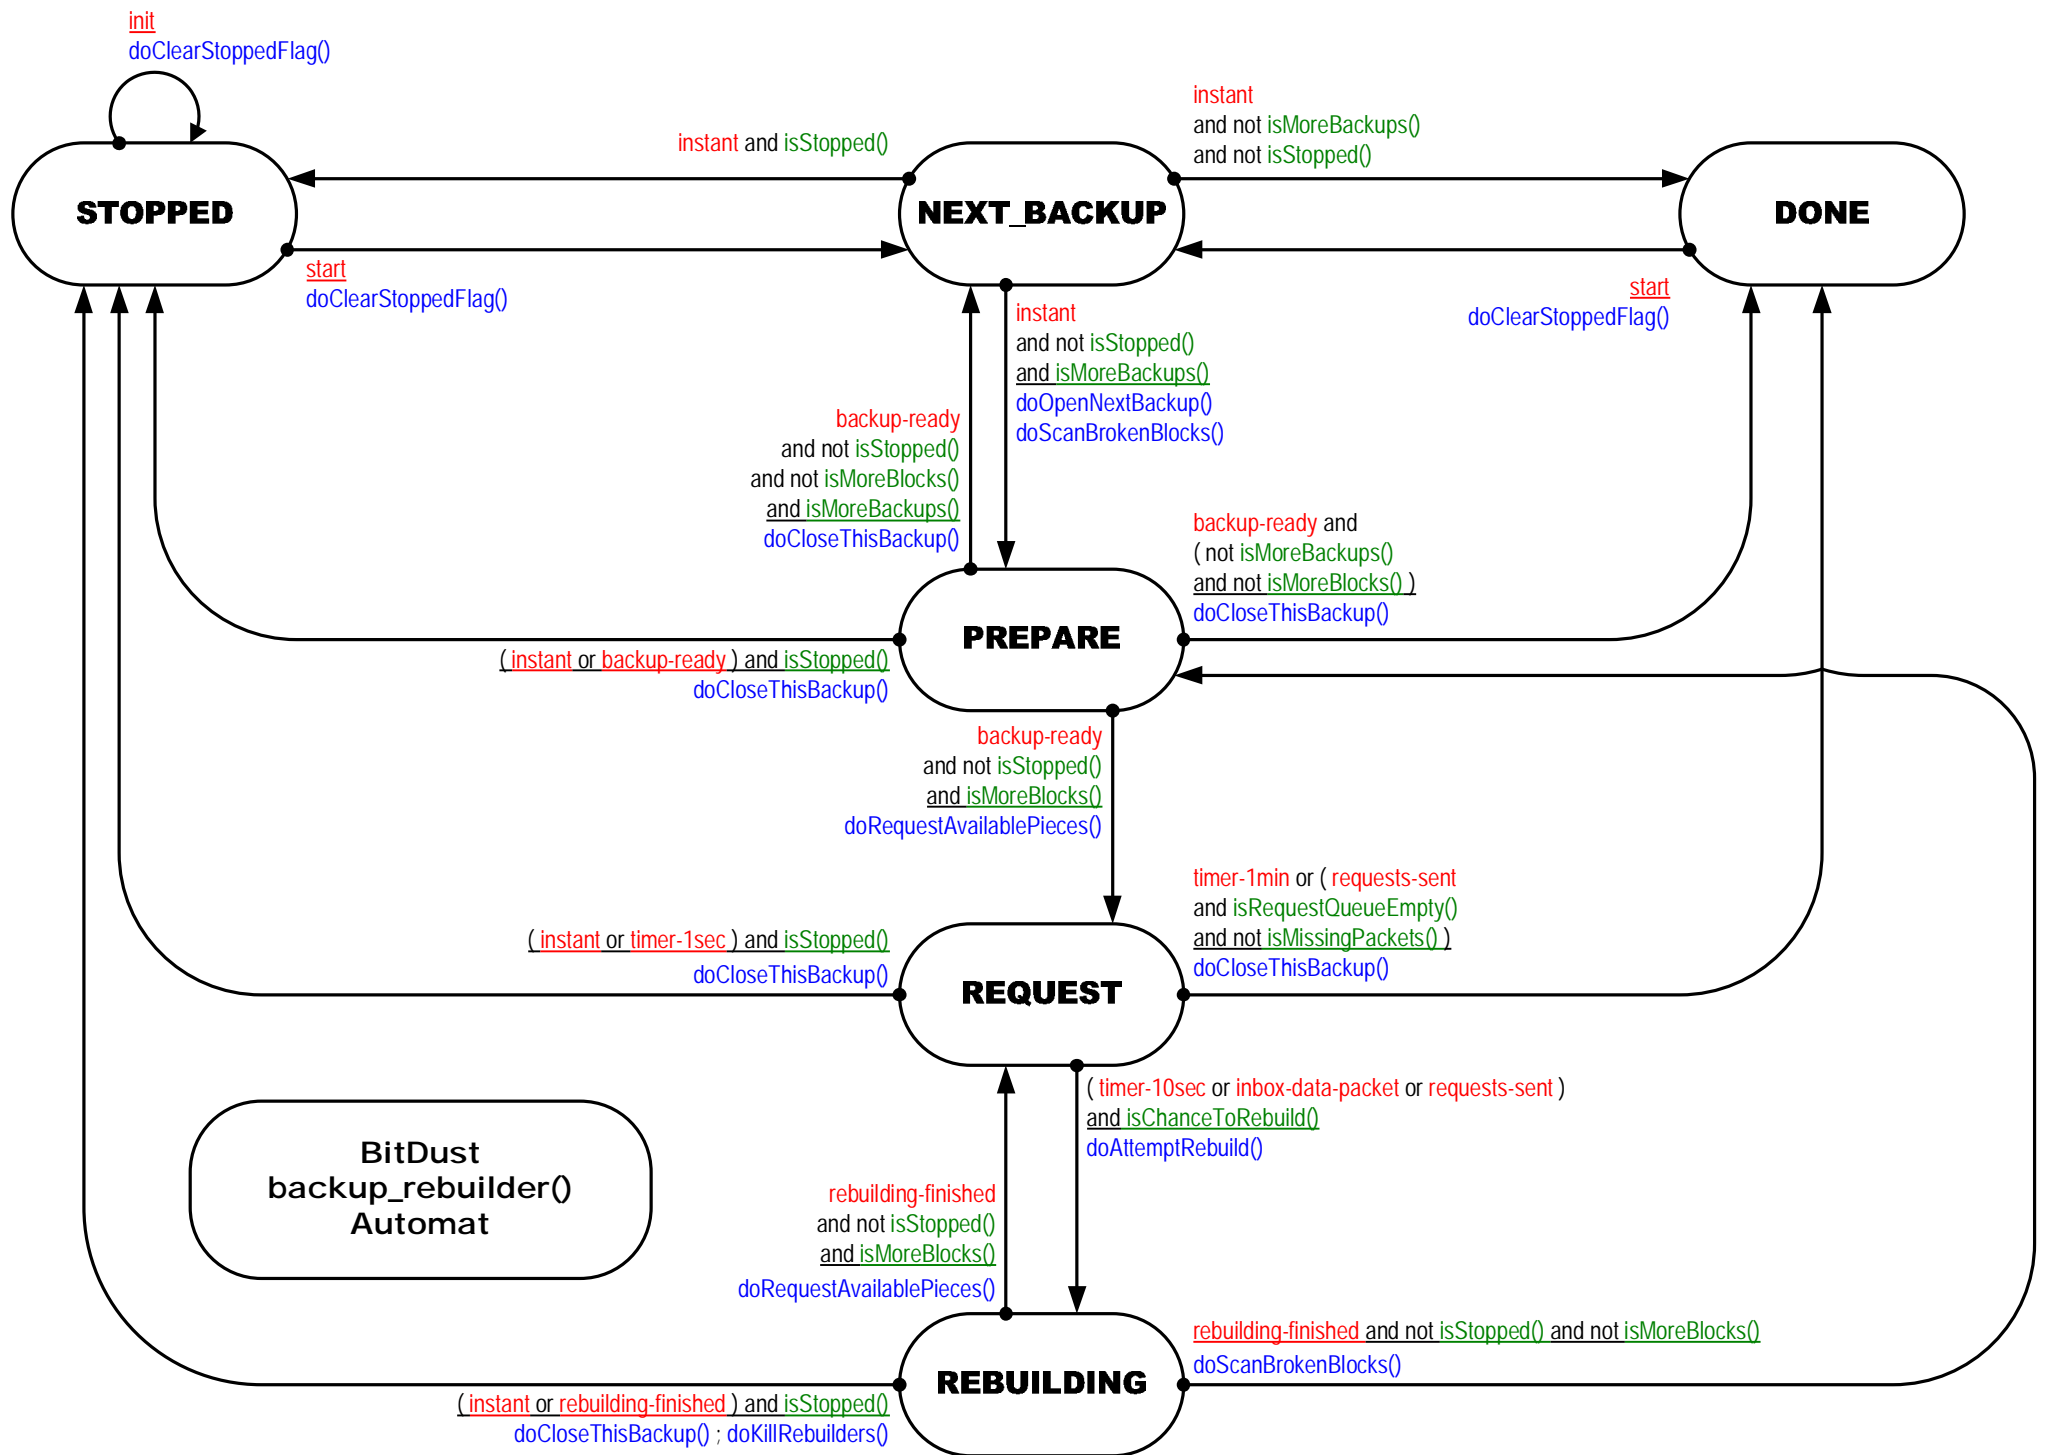 init
doClearStoppedFlag()
instant and isStopped()
instant
and not isMoreBackups()
and not isStopped()
STOPPED
NEXT_BACKUP
DONE
start
doClearStoppedFlag()
start
doClearStoppedFlag()
instant
and not isStopped()
and isMoreBackups()
doOpenNextBackup()
doScanBrokenBlocks()
backup-ready
and not isStopped()
and not isMoreBlocks()
and isMoreBackups()
doCloseThisBackup()
backup-ready and
( not isMoreBackups()
and not isMoreBlocks() )
doCloseThisBackup()
PREPARE
( instant or backup-ready ) and isStopped()
doCloseThisBackup()
backup-ready
and not isStopped()
and isMoreBlocks()
doRequestAvailablePieces()
timer-1min or ( requests-sent
and isRequestQueueEmpty()
and not isMissingPackets() )
doCloseThisBackup()
( instant or timer-1sec ) and isStopped()
doCloseThisBackup()
REQUEST
( timer-10sec or inbox-data-packet or requests-sent )
and isChanceToRebuild()
doAttemptRebuild()
BitDust
backup_rebuilder()
Automat
rebuilding-finished
and not isStopped()
and isMoreBlocks()
doRequestAvailablePieces()
rebuilding-finished and not isStopped() and not isMoreBlocks()
doScanBrokenBlocks()
REBUILDING
( instant or rebuilding-finished ) and isStopped()
doCloseThisBackup() ; doKillRebuilders()